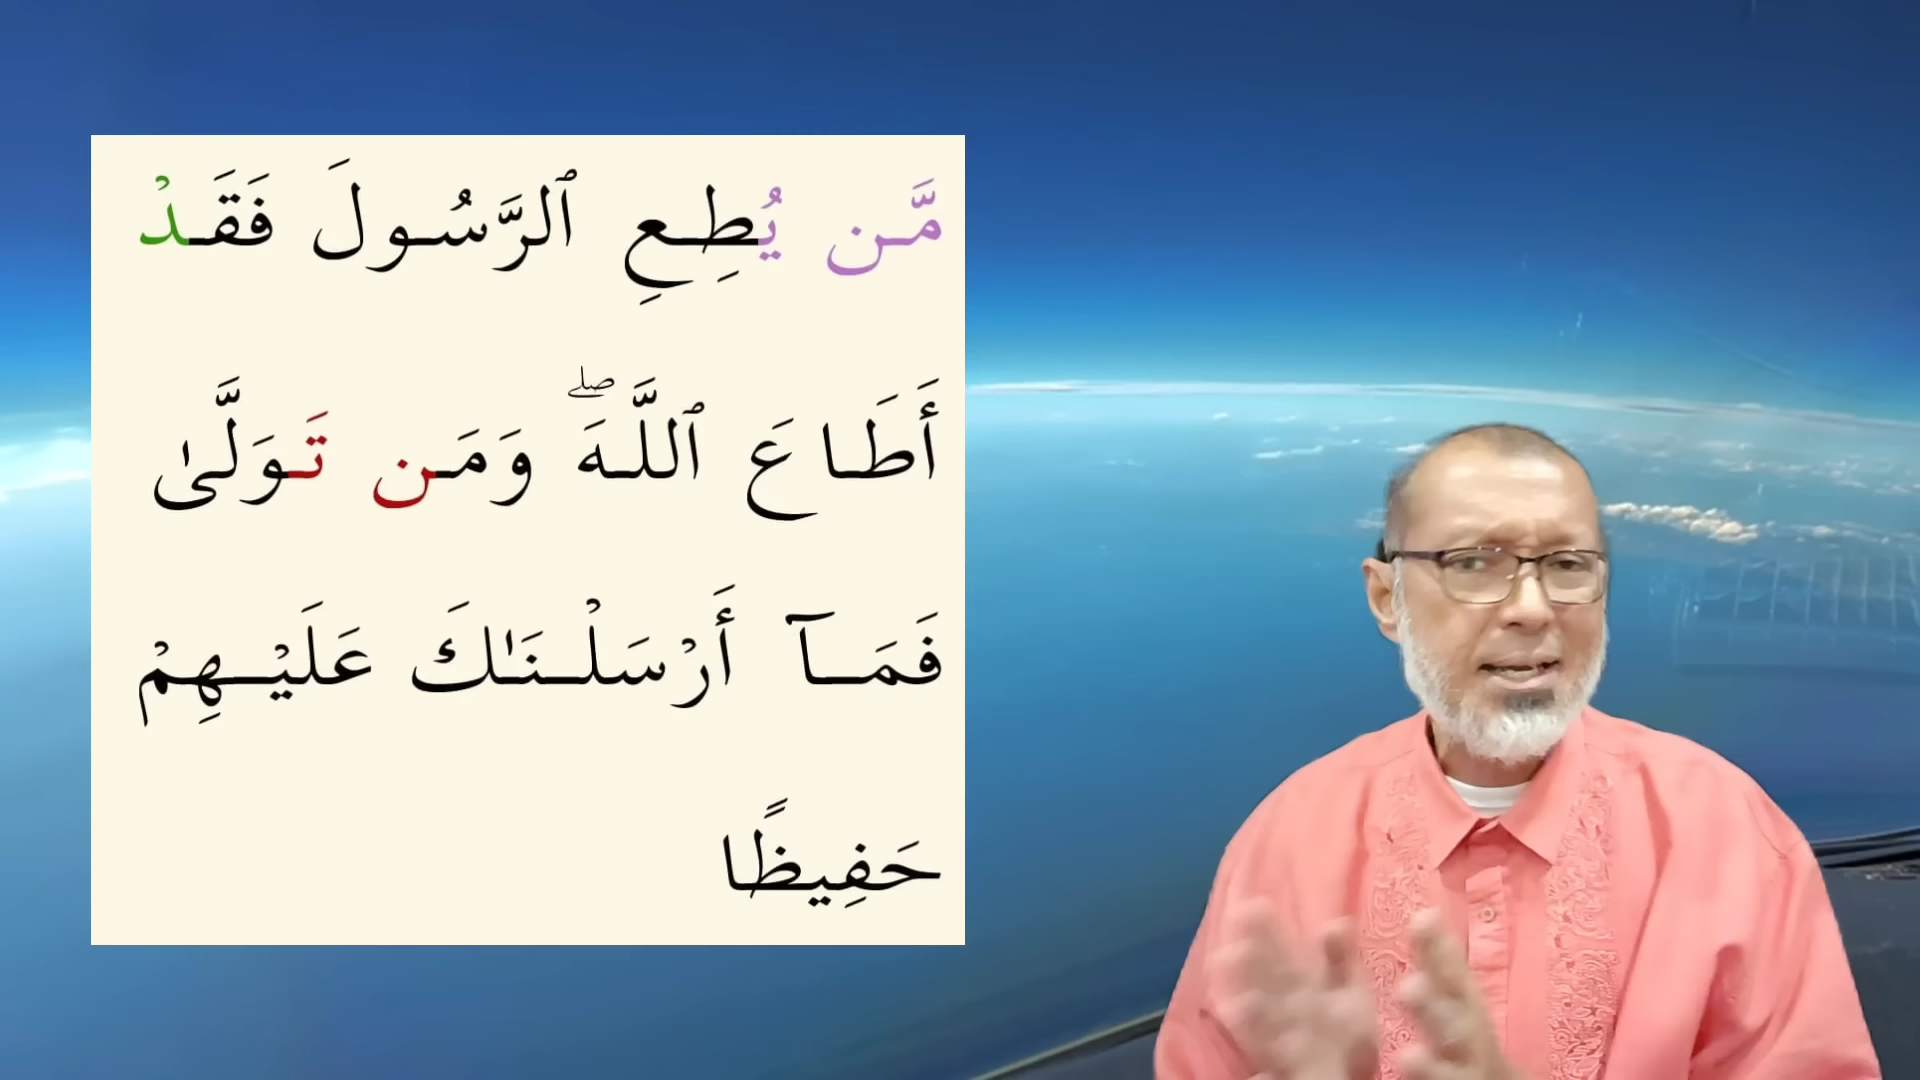 مَّن يُطِعِ ٱلرَّسُولَ فَقَدْ
أَطَاعَ ٱللَّهَ ۖ وَمَن تَوَلَّىٰ
فَمَآ أَرْسَلْنَـٰكَ عَلَيْهِمْ
حَفِيظًا